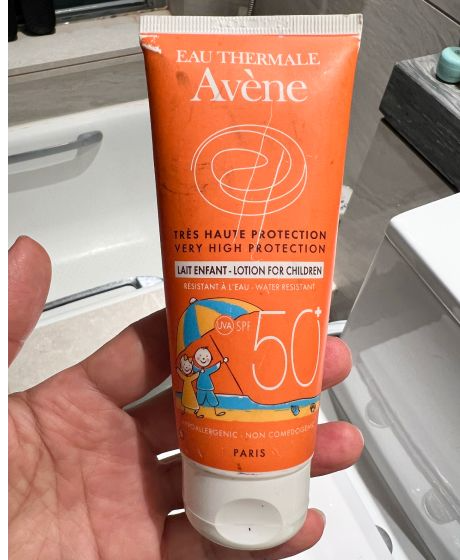 EAU THERMALE
Avène
TRÈS HAUTE PROTECTION
VERY HIGH PROTECTION
LAIT ENFANT - LOTION FOR CHILDREN
RÉSISTANT À L'EAU - WATER RESISTANT
UVA SPF 50+
HYPOALLERGENIC - NON COMEDOGENIC
PARIS